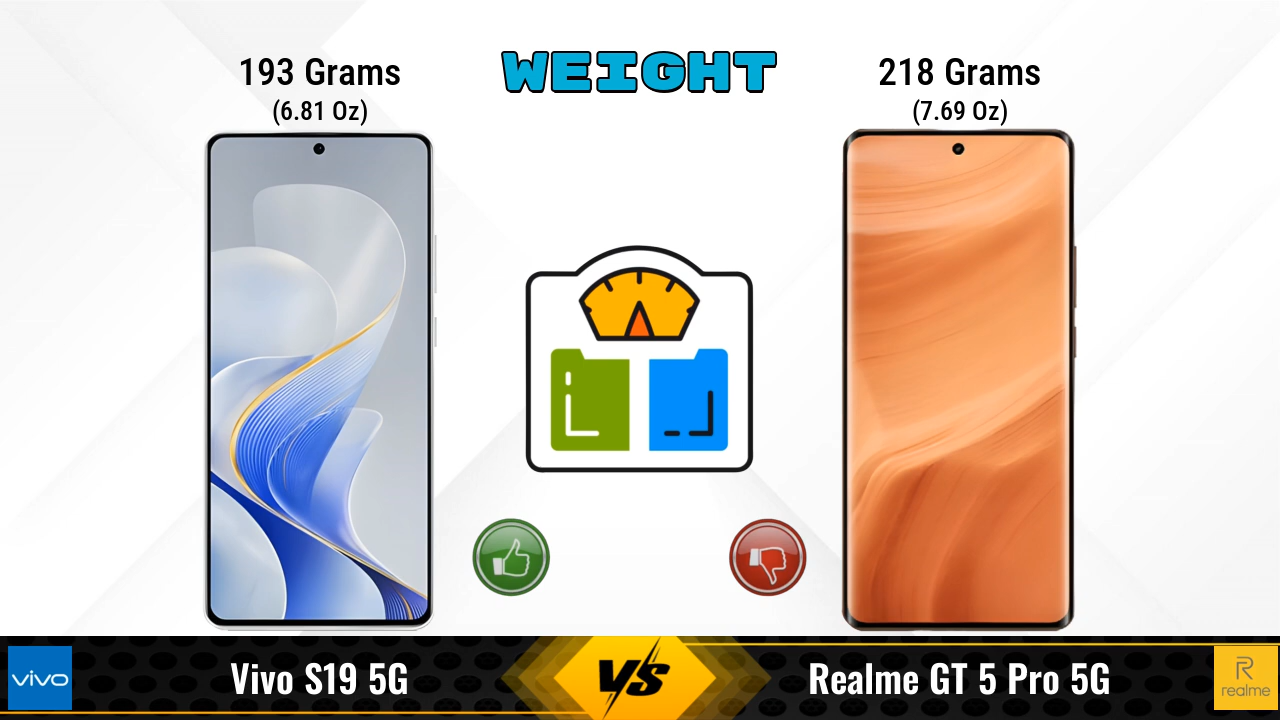 WEIGHT
193 Grams
(6.81 Oz)
218 Grams
(7.69 Oz)
vivo
Vivo S19 5G
VS
Realme GT 5 Pro 5G
R
realme